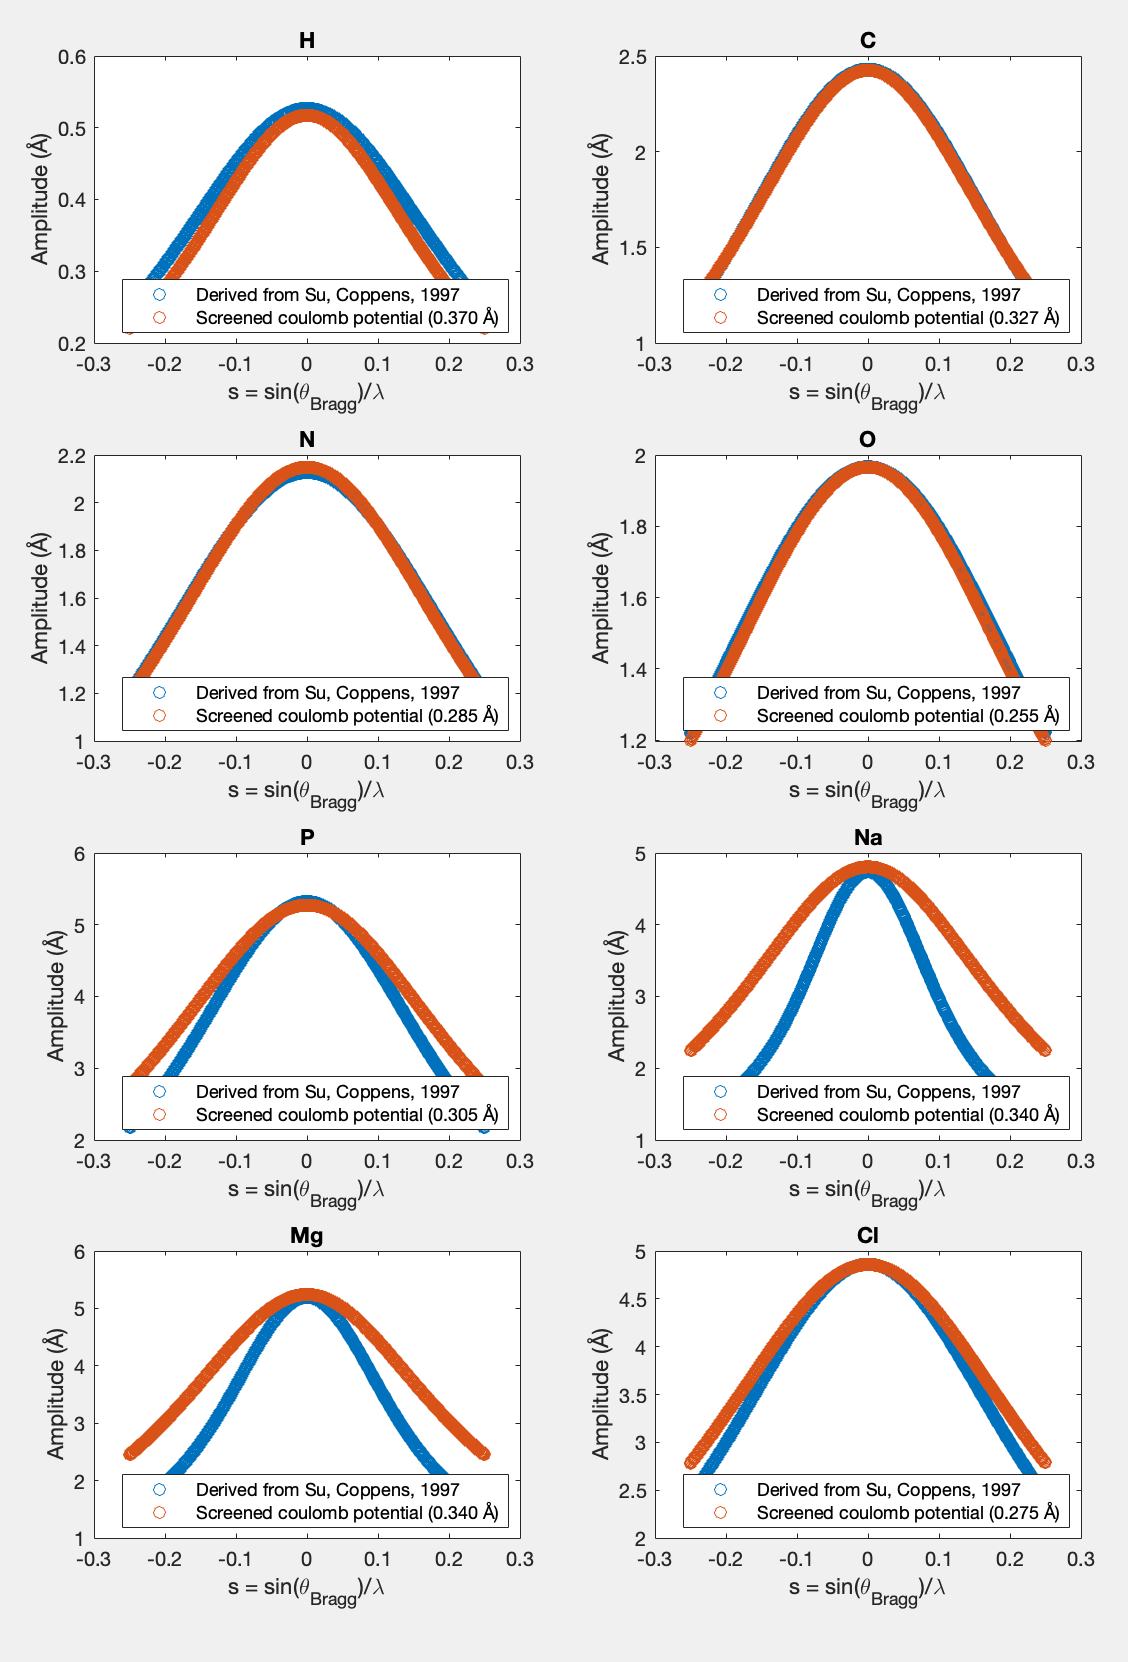 H
0.6
0.5
0.4
0.3
0.2
Amplitude (Å)
Derived from Su, Coppens, 1997
Screened coulomb potential (0.370 Å)
-0.3 -0.2 -0.1 0 0.1 0.2 0.3
s = sin(θBragg)/λ
C
2.5
2
1.5
1
Amplitude (Å)
Derived from Su, Coppens, 1997
Screened coulomb potential (0.327 Å)
-0.3 -0.2 -0.1 0 0.1 0.2 0.3
s = sin(θBragg)/λ
N
2.2
2
1.8
1.6
1.4
1.2
1
Amplitude (Å)
Derived from Su, Coppens, 1997
Screened coulomb potential (0.285 Å)
-0.3 -0.2 -0.1 0 0.1 0.2 0.3
s = sin(θBragg)/λ
O
2
1.8
1.6
1.4
1.2
Amplitude (Å)
Derived from Su, Coppens, 1997
Screened coulomb potential (0.255 Å)
-0.3 -0.2 -0.1 0 0.1 0.2 0.3
s = sin(θBragg)/λ
P
6
5
4
3
2
Amplitude (Å)
Derived from Su, Coppens, 1997
Screened coulomb potential (0.305 Å)
-0.3 -0.2 -0.1 0 0.1 0.2 0.3
s = sin(θBragg)/λ
Na
5
4
3
2
1
Amplitude (Å)
Derived from Su, Coppens, 1997
Screened coulomb potential (0.340 Å)
-0.3 -0.2 -0.1 0 0.1 0.2 0.3
s = sin(θBragg)/λ
Mg
6
5
4
3
2
1
Amplitude (Å)
Derived from Su, Coppens, 1997
Screened coulomb potential (0.340 Å)
-0.3 -0.2 -0.1 0 0.1 0.2 0.3
s = sin(θBragg)/λ
Cl
5
4.5
4
3.5
3
2.5
2
Amplitude (Å)
Derived from Su, Coppens, 1997
Screened coulomb potential (0.275 Å)
-0.3 -0.2 -0.1 0 0.1 0.2 0.3
s = sin(θBragg)/λ